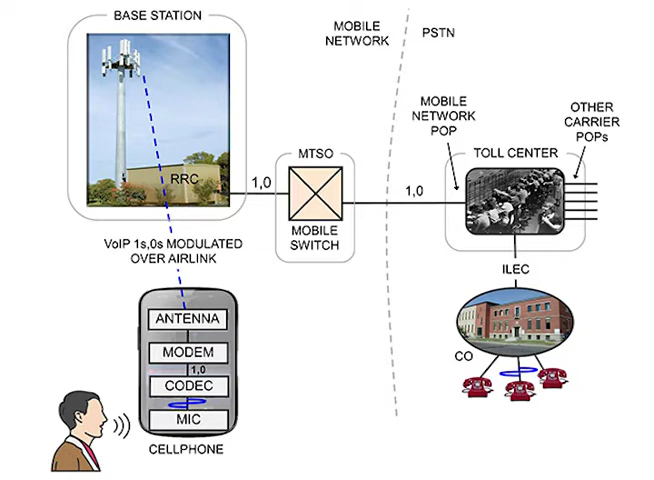 BASE STATION
MOBILE
NETWORK
PSTN
RRC
1,0
MTSO
MOBILE
SWITCH
1,0
MOBILE
NETWORK
POP
OTHER
CARRIER
POPs
TOLL CENTER
VoIP 1s,0s MODULATED
OVER AIRLINK
ILEC
CO
ANTENNA
MODEM
1,0
CODEC
MIC
CELLPHONE